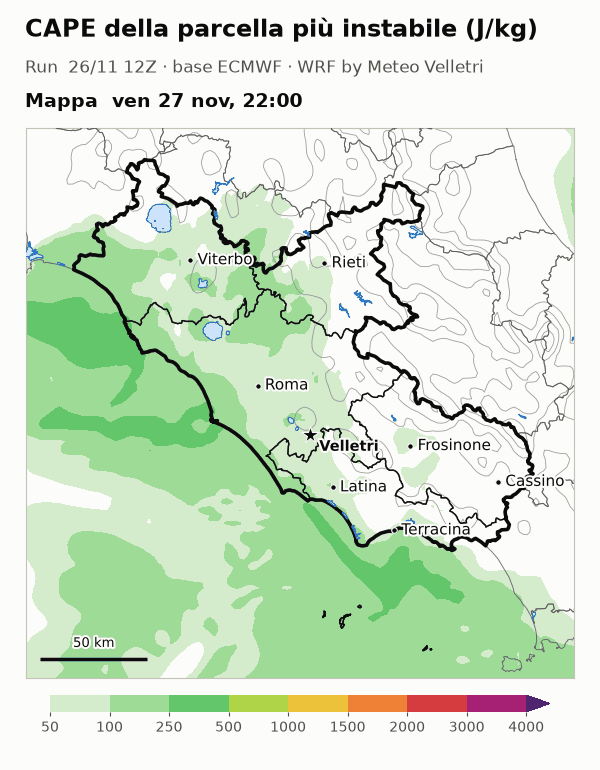 CAPE della parcella più instabile (J/kg)
Run 26/11 12Z · base ECMWF · WRF by Meteo Velletri
Mappa ven 27 nov, 22:00
Viterbo
Rieti
Roma
Velletri
Frosinone
Latina
Cassino
Terracina
50 km
50 100 250 500 1000 1500 2000 3000 4000